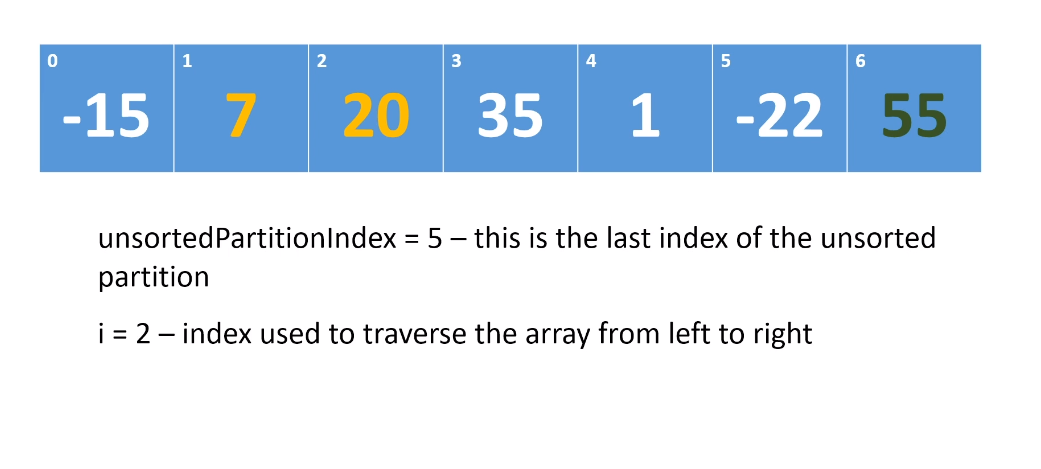 0 1 2 3 4 5 6
-15 7 20 35 1 -22 55
unsortedPartitionIndex = 5 – this is the last index of the unsorted
partition
i = 2 – index used to traverse the array from left to right